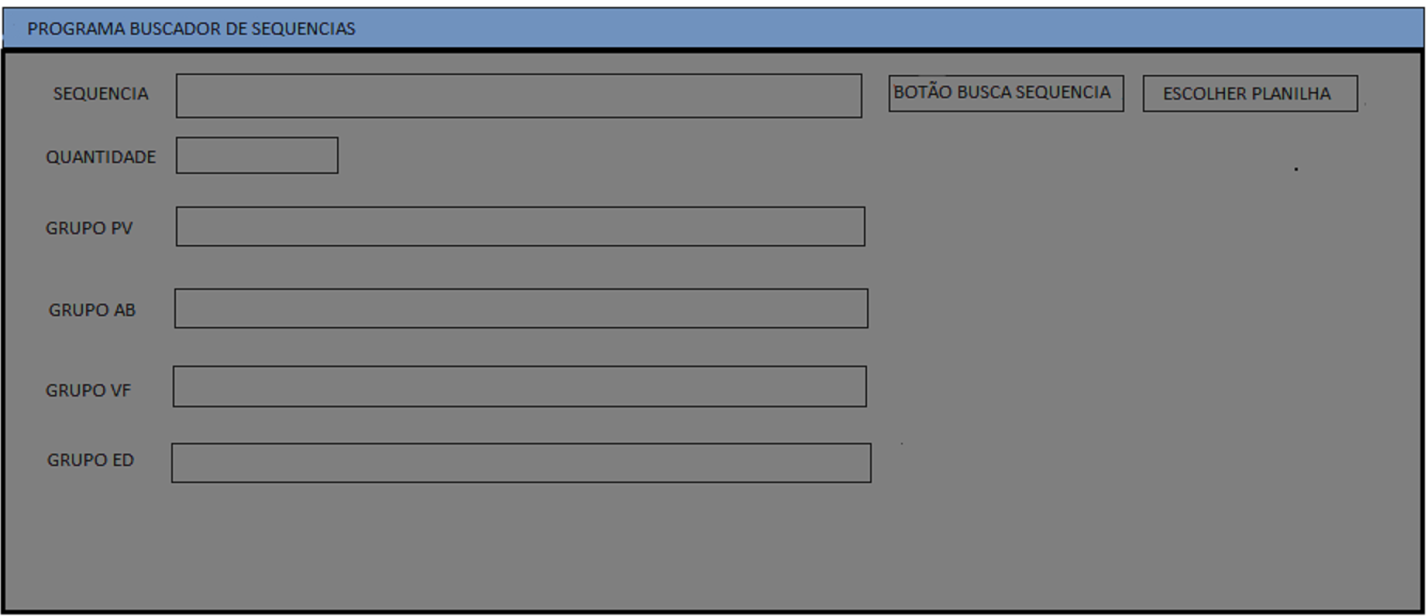 PROGRAMA BUSCADOR DE SEQUENCIAS
SEQUENCIA
BOTÃO BUSCA SEQUENCIA
ESCOLHER PLANILHA
QUANTIDADE
GRUPO PV
GRUPO AB
GRUPO VF
GRUPO ED